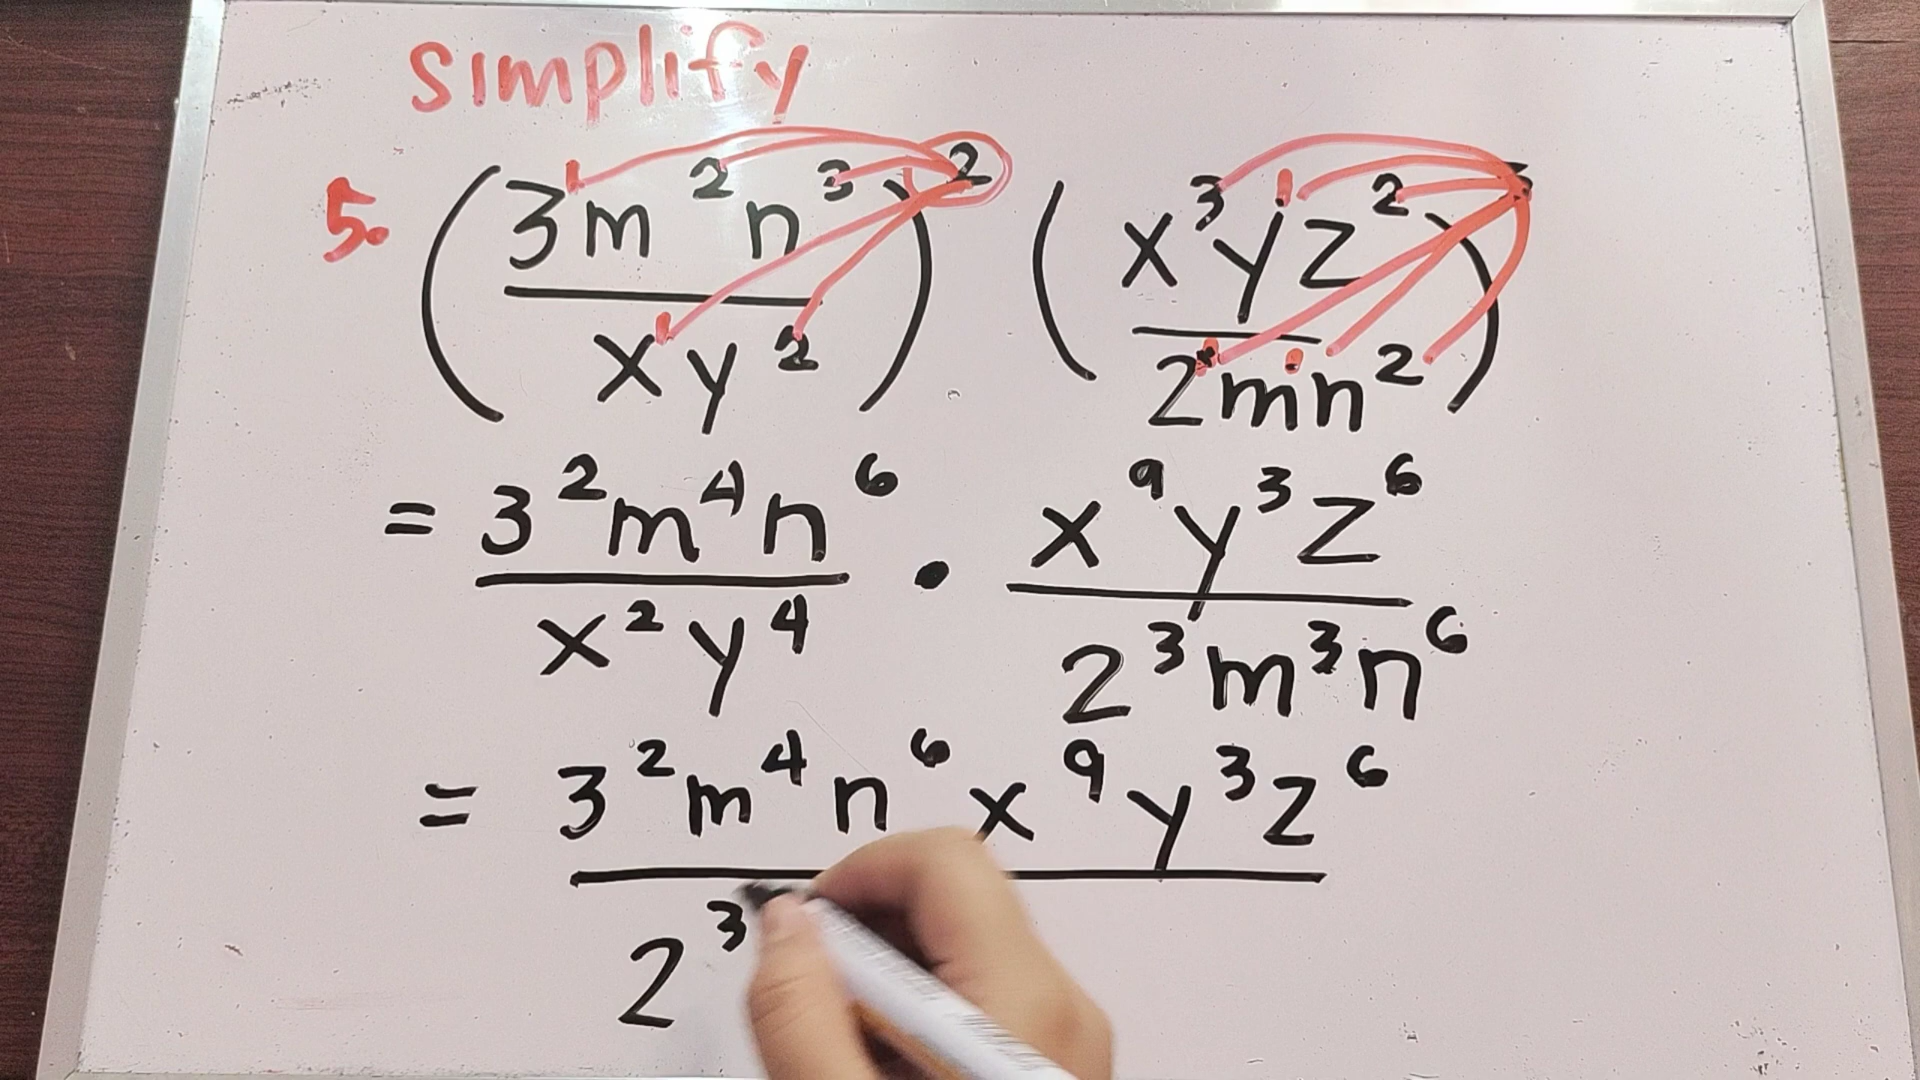 simplify
5. (3m²n³/xy²)² (x³yz²/2mn²)³
= 3²m⁴n⁶/x²y⁴ • x⁹y³z⁶/2³m³n⁶
= 3²m⁴n⁶x⁹y³z⁶/2³